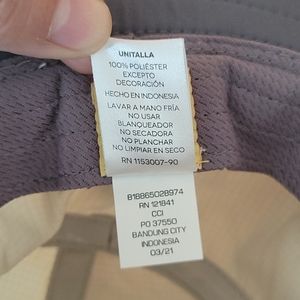 UNITALLA
100% POLIÉSTER
EXCEPTO
DECORACIÓN
HECHO EN INDONESIA
LAVAR A MANO FRÍA
NO USAR
BLANQUEADOR
NO SECADORA
NO PLANCHAR
NO LIMPIAR EN SECO
RN 1153007-90
818865028974
RN 121841
CCI
PO 37550
BANDUNG CITY
INDONESIA
03/21